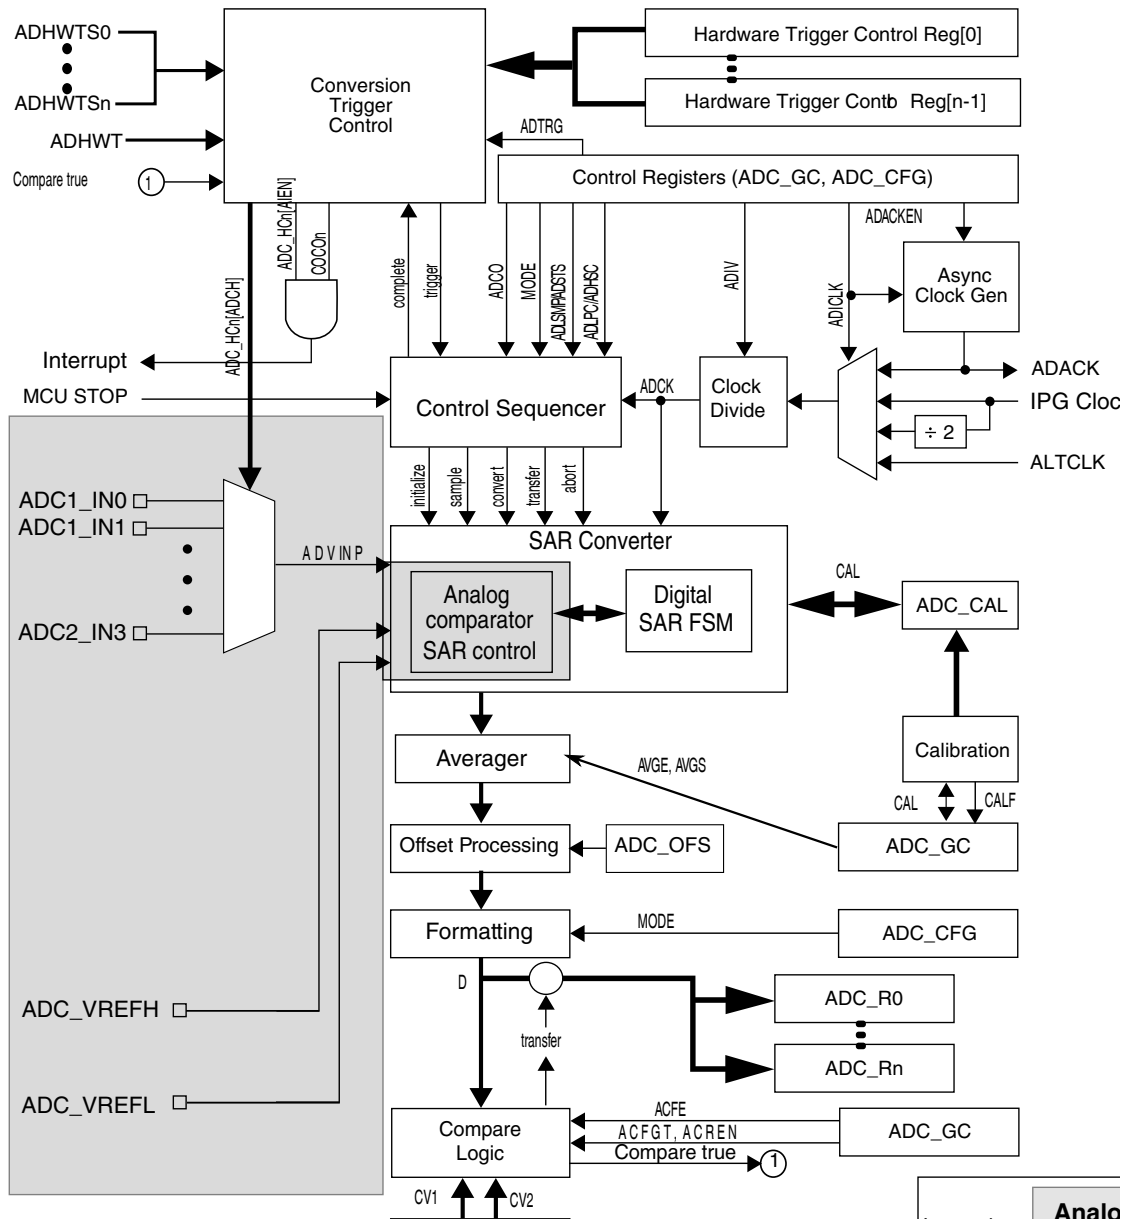 ADHWTS0
ADHWTSn
ADHWT
Compare true
1
Conversion
Trigger
Control
Hardware Trigger Control Reg[0]
Hardware Trigger Contb Reg[n-1]
ADTRG
Control Registers (ADC_GC, ADC_CFG)
ADC_HCn[AIEN]
COCOn
ADC_HCn[ADCH]
complete
trigger
ADCO
MODE
ADLSMP/ADSTS
ADLPC/ADHSC
ADIV
ADICLK
ADACKEN
Async
Clock Gen
Interrupt
MCU STOP
Control Sequencer
ADCK
Clock
Divide
÷ 2
ADACK
IPG Cloc
ALTCLK
initialize
sample
convert
transfer
abort
ADC1_IN0
ADC1_IN1
ADC2_IN3
ADVINP
SAR Converter
Analog
comparator
SAR control
Digital
SAR FSM
CAL
ADC_CAL
Averager
AVGE, AVGS
Calibration
CAL
CALF
Offset Processing
ADC_OFS
ADC_GC
Formatting
MODE
ADC_CFG
D
transfer
ADC_R0
ADC_Rn
ADC_VREFH
ADC_VREFL
Compare
Logic
ACFE
ACFGT, ACREN
Compare true
1
ADC_GC
CV1
CV2
Analo